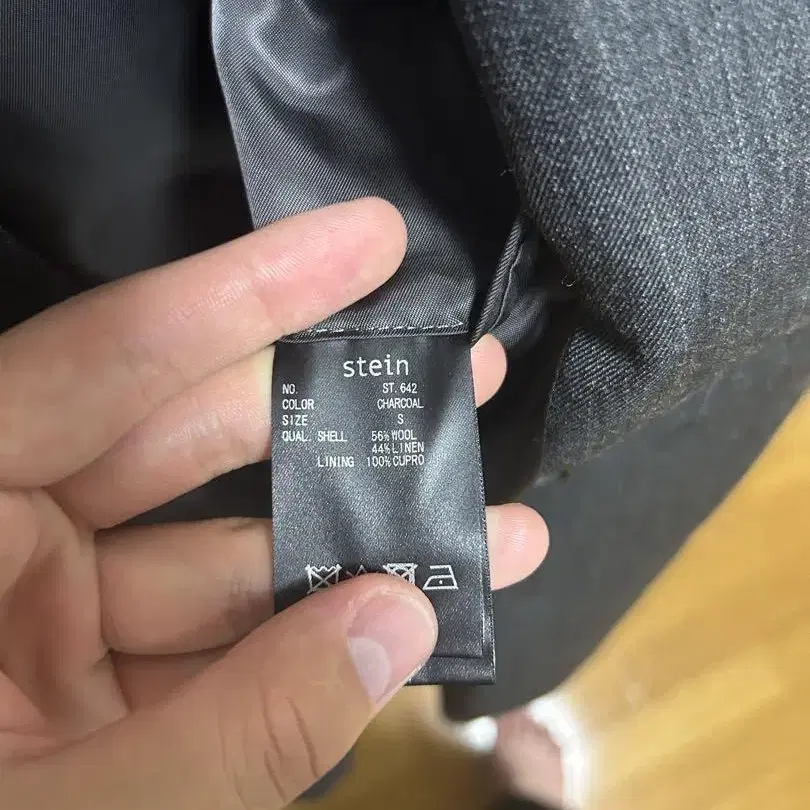 stein
NO. ST. 642
COLOR CHARCOAL
SIZE S
QUAL. SHELL 56% WOOL
44% LINEN
LINING 100% CUPRO